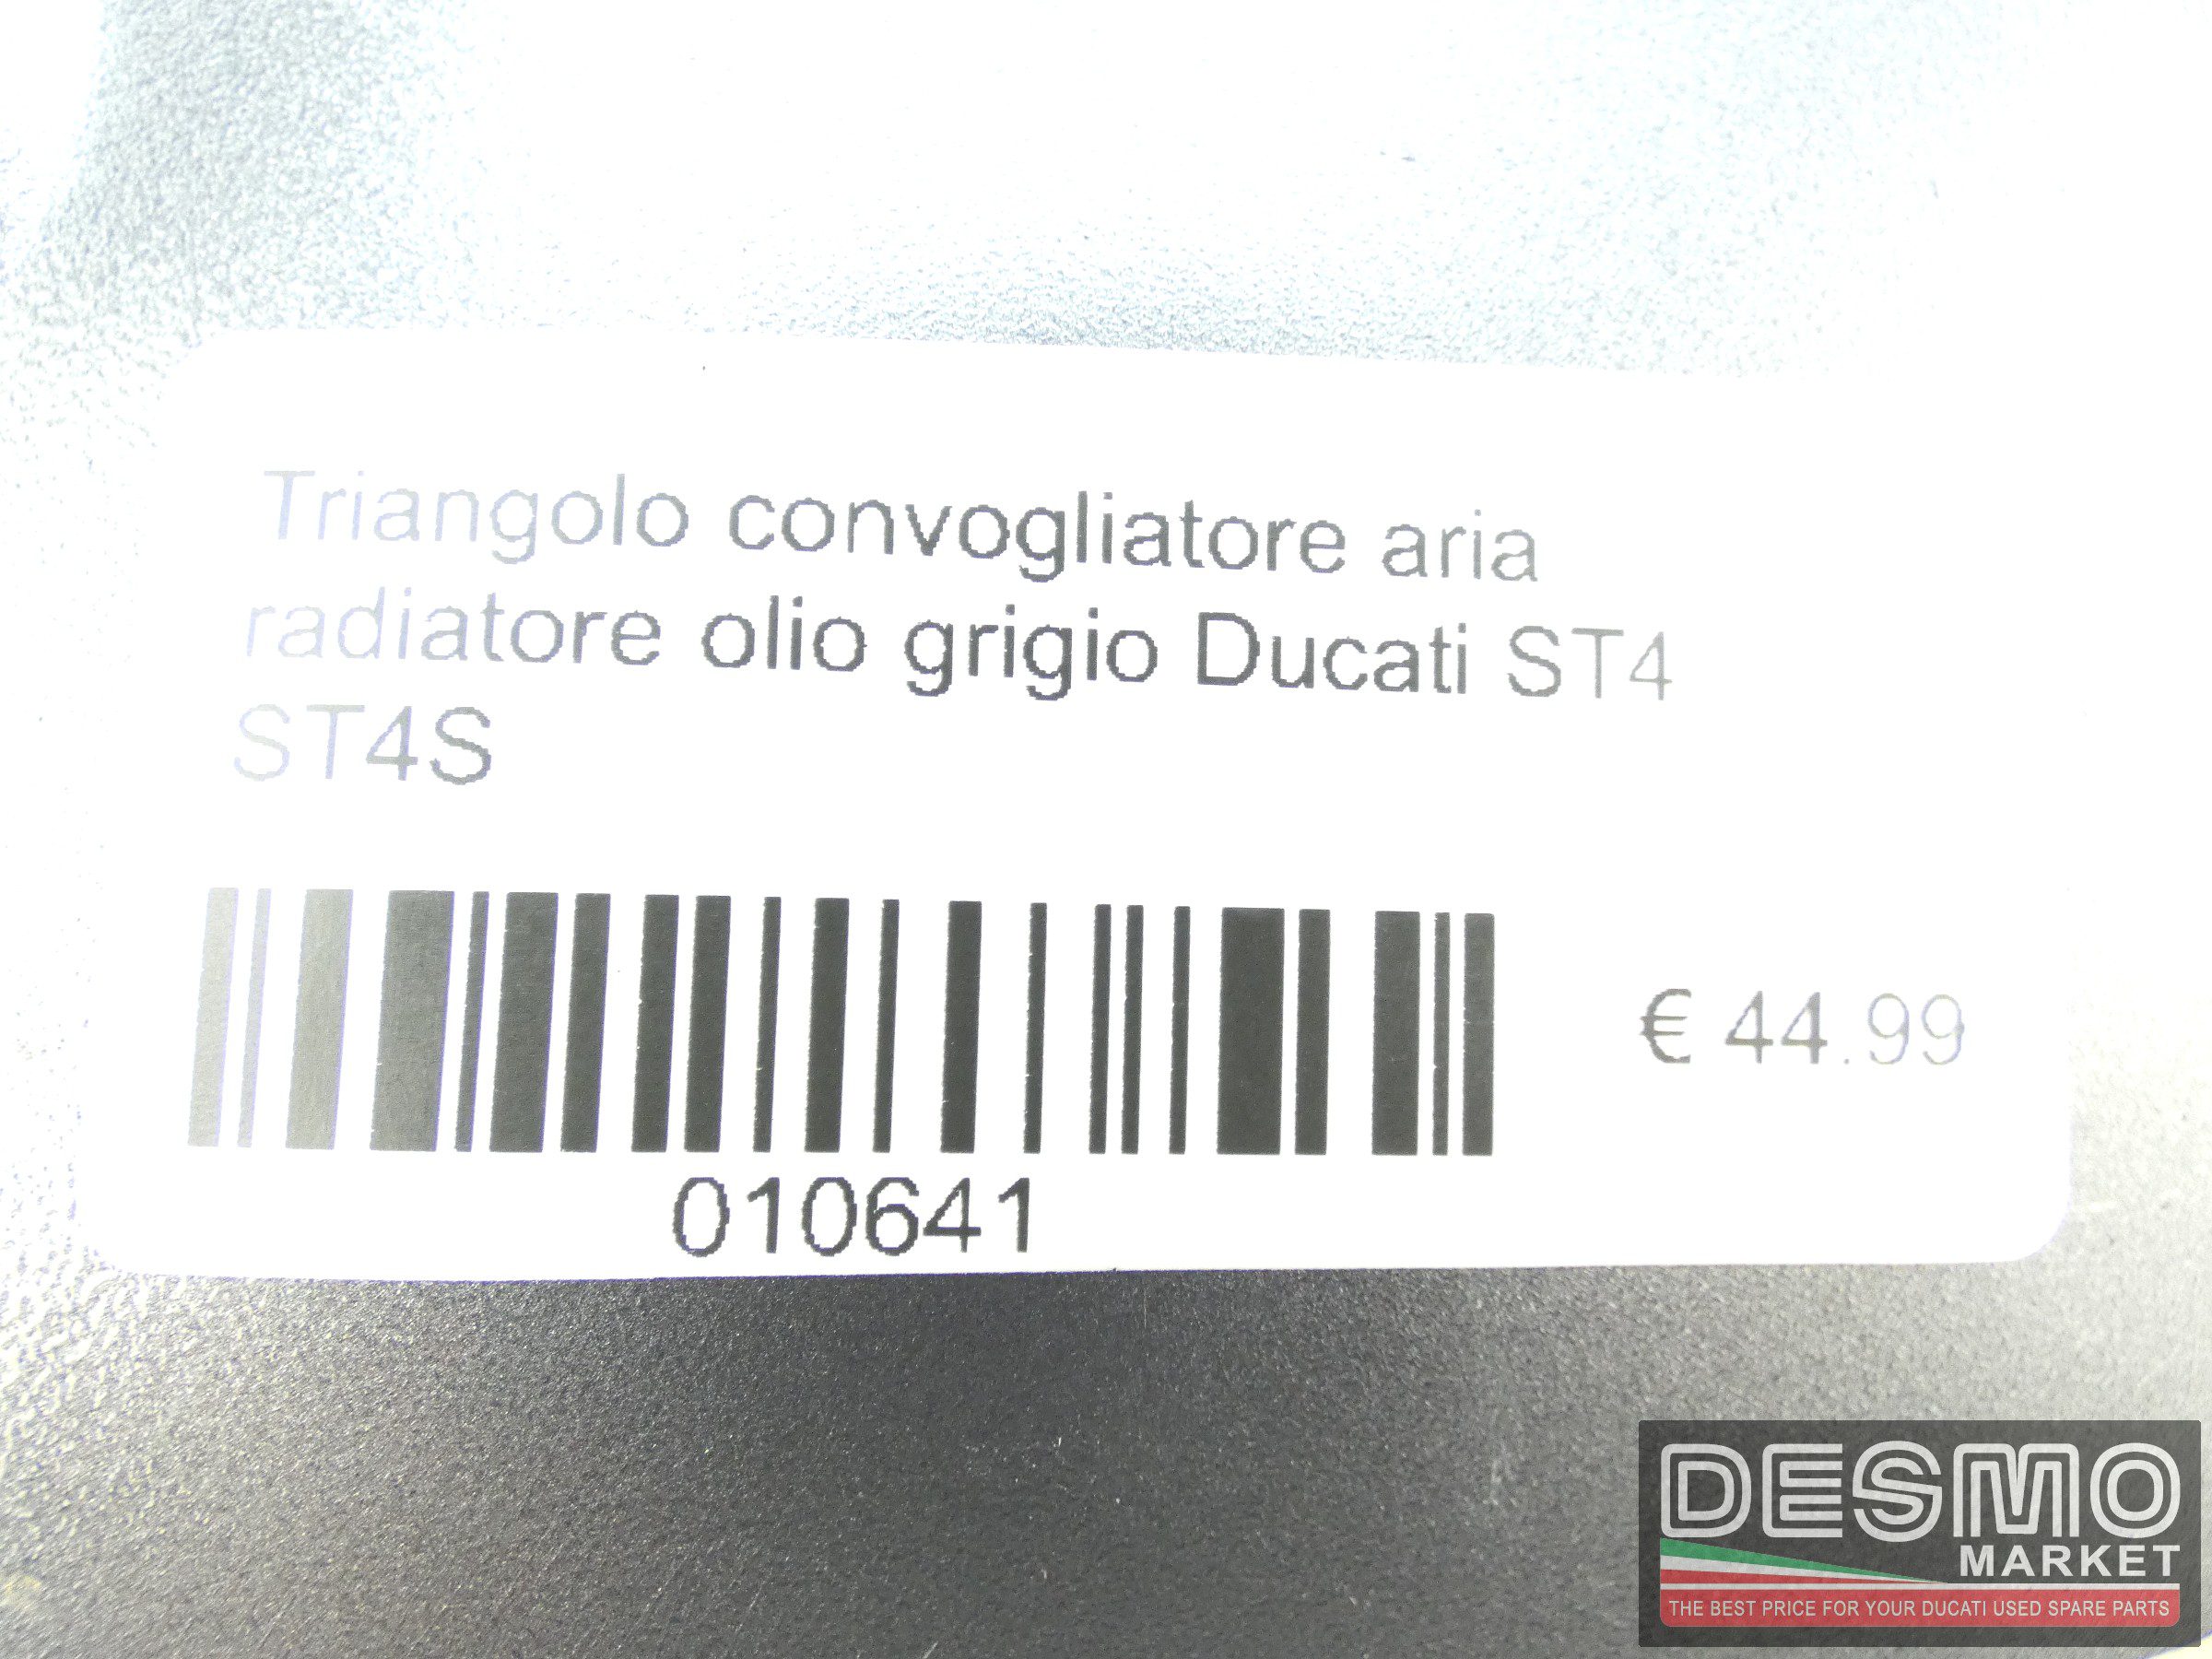 Triangolo convogliatore aria
radiatore olio grigio Ducati ST4
ST4S
€ 44.99
010641
DESMO
MARKET
THE BEST PRICE FOR YOUR DUCATI USED SPARE PARTS